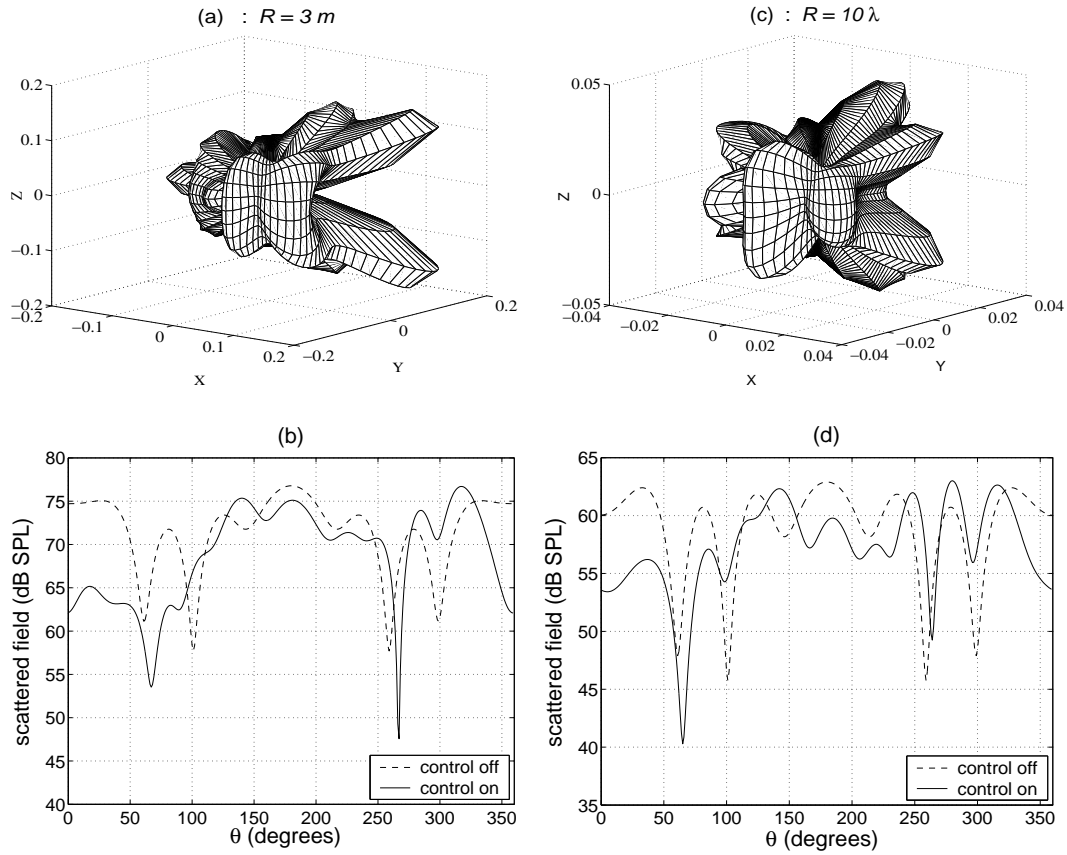 (a) : R = 3 m
(c) : R = 10 λ
0.2
0.1
0
−0.1
−0.2
Z
−0.2
−0.1
0
0.1
0.2
X
−0.2
0
0.2
Y
0.05
0
−0.05
Z
−0.04
−0.02
0
0.02
0.04
X
−0.04
−0.02
0
0.02
0.04
Y
(b)
80
75
70
65
60
55
50
45
40
scattered field (dB SPL)
0 50 100 150 200 250 300 350
θ (degrees)
control off
control on
(d)
65
60
55
50
45
40
35
scattered field (dB SPL)
0 50 100 150 200 250 300 350
θ (degrees)
control off
control on